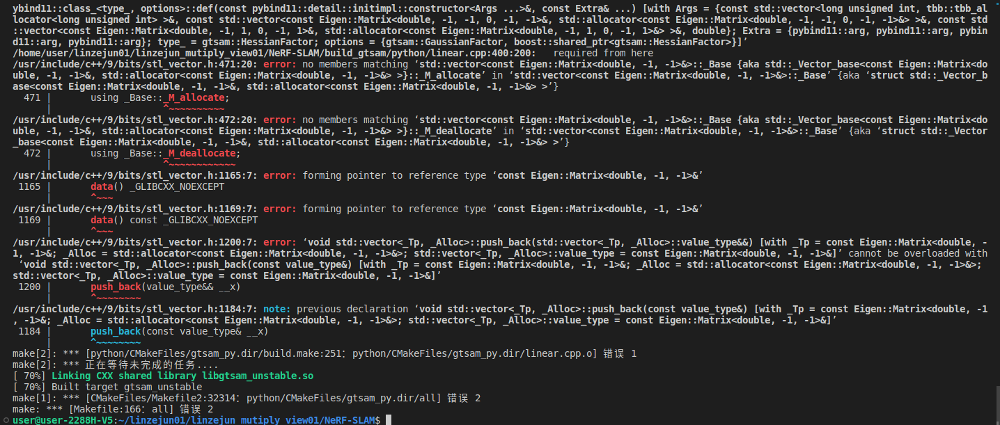 ybind11::class_<type_, options>::def(const pybind11::detail::initimpl::constructor<Args ...>&, const Extra& ...) [with Args = {const std::vector<long unsigned int, tbb::tbb_al
locator<long unsigned int> >&, const std::vector<const Eigen::Matrix<double, -1, -1, 0, -1, -1>&, std::allocator<const Eigen::Matrix<double, -1, -1, 0, -1, -1>&> >&, const std
::vector<const Eigen::Matrix<double, -1, 1, 0, -1, 1>&, std::allocator<const Eigen::Matrix<double, -1, 1, 0, -1, 1>&> >&, double}; Extra = {pybind11::arg, pybind11::arg, pybin
d11::arg, pybind11::arg}; type_ = gtsam::HessianFactor; options = {gtsam::GaussianFactor, boost::shared_ptr<gtsam::HessianFactor>}]’
/home/user/linzejun01/linzejun_mutiply_view01/NeRF-SLAM/build_gtsam/python/linear.cpp:400:200:   required from here
/usr/include/c++/9/bits/stl_vector.h:471:20: error: no members matching ‘std::vector<const Eigen::Matrix<double, -1, -1>&>::_Base {aka std::_Vector_base<const Eigen::Matrix<do
uble, -1, -1>&, std::allocator<const Eigen::Matrix<double, -1, -1>&> >}::_M_allocate’ in ‘std::vector<const Eigen::Matrix<double, -1, -1>&>::_Base’ {aka ‘struct std::_Vector_b
ase<const Eigen::Matrix<double, -1, -1>&, std::allocator<const Eigen::Matrix<double, -1, -1>&> >’}
471 |       using _Base::_M_allocate;
|                    ^~~~~~~~~~~
/usr/include/c++/9/bits/stl_vector.h:472:20: error: no members matching ‘std::vector<const Eigen::Matrix<double, -1, -1>&>::_Base {aka std::_Vector_base<const Eigen::Matrix<do
uble, -1, -1>&, std::allocator<const Eigen::Matrix<double, -1, -1>&> >}::_M_deallocate’ in ‘std::vector<const Eigen::Matrix<double, -1, -1>&>::_Base’ {aka ‘struct std::_Vector
_base<const Eigen::Matrix<double, -1, -1>&, std::allocator<const Eigen::Matrix<double, -1, -1>&> >’}
472 |       using _Base::_M_deallocate;
|                    ^~~~~~~~~~~~~
/usr/include/c++/9/bits/stl_vector.h:1165:7: error: forming pointer to reference type ‘const Eigen::Matrix<double, -1, -1>&’
1165 |       data() _GLIBCXX_NOEXCEPT
|       ^~~~
/usr/include/c++/9/bits/stl_vector.h:1169:7: error: forming pointer to reference type ‘const Eigen::Matrix<double, -1, -1>&’
1169 |       data() const _GLIBCXX_NOEXCEPT
|       ^~~~
/usr/include/c++/9/bits/stl_vector.h:1200:7: error: ‘void std::vector<_Tp, _Alloc>::push_back(std::vector<_Tp, _Alloc>::value_type&&) [with _Tp = const Eigen::Matrix<double, -
1, -1>&; _Alloc = std::allocator<const Eigen::Matrix<double, -1, -1>&>; std::vector<_Tp, _Alloc>::value_type = const Eigen::Matrix<double, -1, -1>&]’ cannot be overloaded with
‘void std::vector<_Tp, _Alloc>::push_back(const value_type&) [with _Tp = const Eigen::Matrix<double, -1, -1>&; _Alloc = std::allocator<const Eigen::Matrix<double, -1, -1>&>;
std::vector<_Tp, _Alloc>::value_type = const Eigen::Matrix<double, -1, -1>&]’
1200 |       push_back(value_type&& __x)
|       ^~~~~~~~~
/usr/include/c++/9/bits/stl_vector.h:1184:7: note: previous declaration ‘void std::vector<_Tp, _Alloc>::push_back(const value_type&) [with _Tp = const Eigen::Matrix<double, -1
, -1>&; _Alloc = std::allocator<const Eigen::Matrix<double, -1, -1>&>; std::vector<_Tp, _Alloc>::value_type = const Eigen::Matrix<double, -1, -1>&]’
1184 |       push_back(const value_type& __x)
|       ^~~~~~~~~
make[2]: *** [python/CMakeFiles/gtsam_py.dir/build.make:251：python/CMakeFiles/gtsam_py.dir/linear.cpp.o] 错误 1
make[2]: *** 正在等待未完成的任务....
[ 70%] Linking CXX shared library libgtsam_unstable.so
[ 70%] Built target gtsam_unstable
make[1]: *** [CMakeFiles/Makefile2:32314：python/CMakeFiles/gtsam_py.dir/all] 错误 2
make: *** [Makefile:166：all] 错误 2
user@user-2288H-V5:~/linzejun01/linzejun_mutiply_view01/NeRF-SLAM$